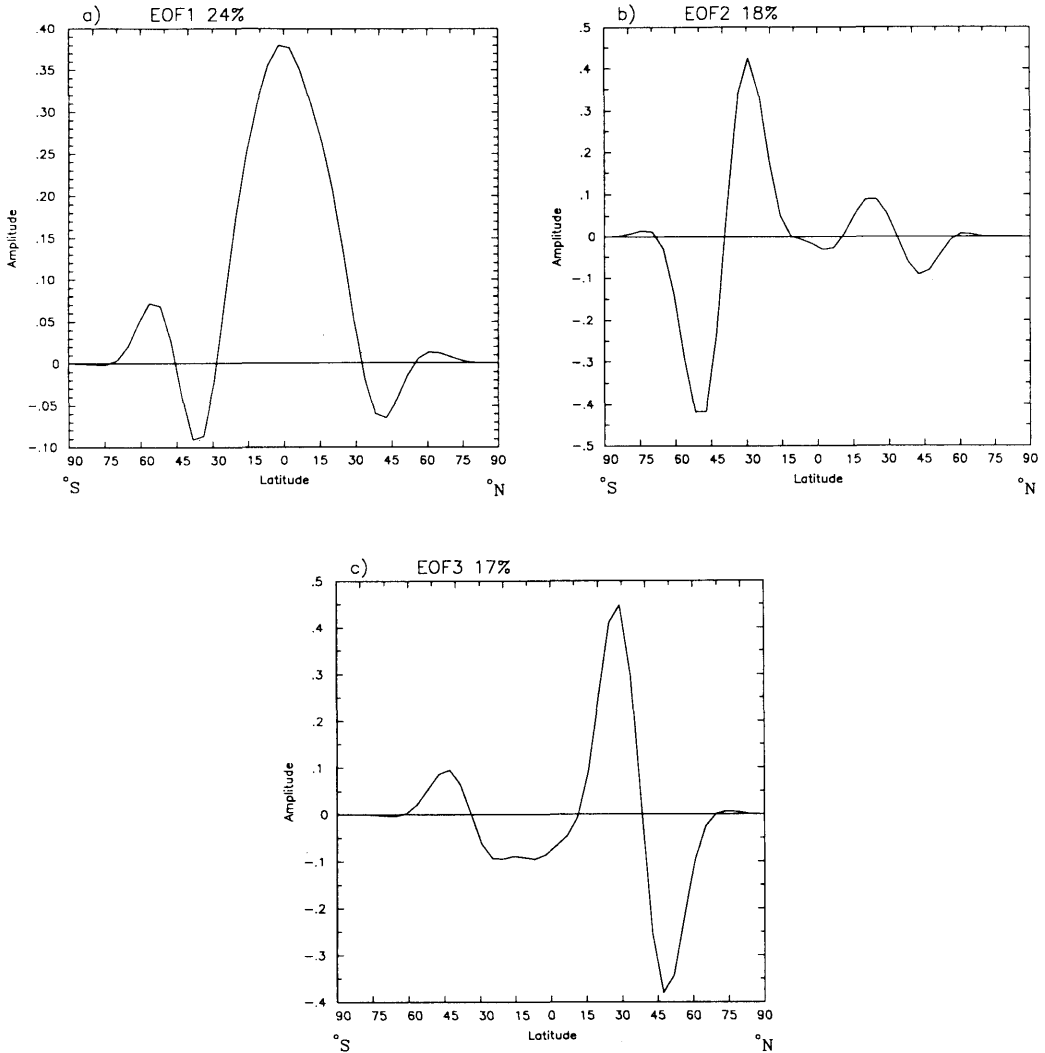 a) EOF1 24%
.40
.35
.30
.25
.20
.15
.10
.05
0
-.05
-.10
Amplitude
90 75 60 45 30 15 0 15 30 45 60 75 90
°S Latitude °N
b) EOF2 18%
.5
.4
.3
.2
.1
0
-.1
-.2
-.3
-.4
-.5
Amplitude
90 75 60 45 30 15 0 15 30 45 60 75 90
°S Latitude °N
c) EOF3 17%
.5
.4
.3
.2
.1
0
-.1
-.2
-.3
-.4
Amplitude
90 75 60 45 30 15 0 15 30 45 60 75 90
°S Latitude °N